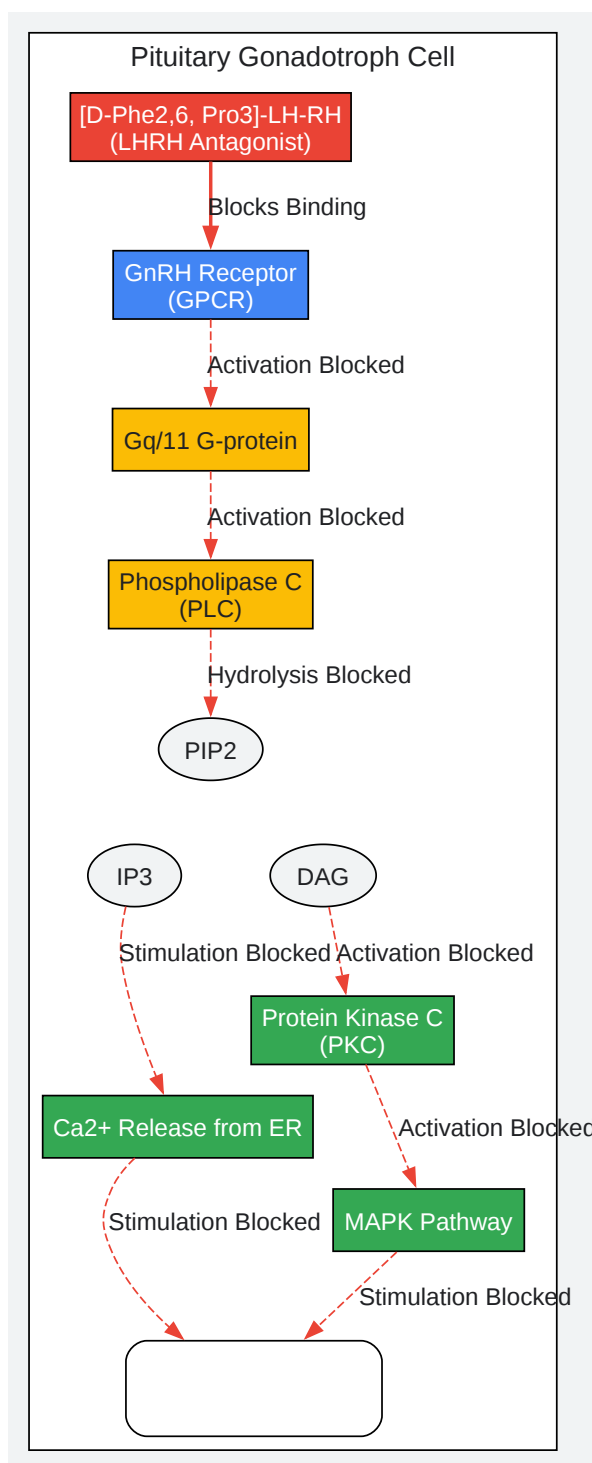 Pituitary Gonadotroph Cell
[D-Phe2,6, Pro3]-LH-RH
(LHRH Antagonist)
Blocks Binding
GnRH Receptor
(GPCR)
Activation Blocked
Gq/11 G-protein
Activation Blocked
Phospholipase C
(PLC)
Hydrolysis Blocked
PIP2
IP3
DAG
Stimulation Blocked
Activation Blocked
Protein Kinase C
(PKC)
Ca2+ Release from ER
Activation Blocked
MAPK Pathway
Stimulation Blocked
Stimulation Blocked